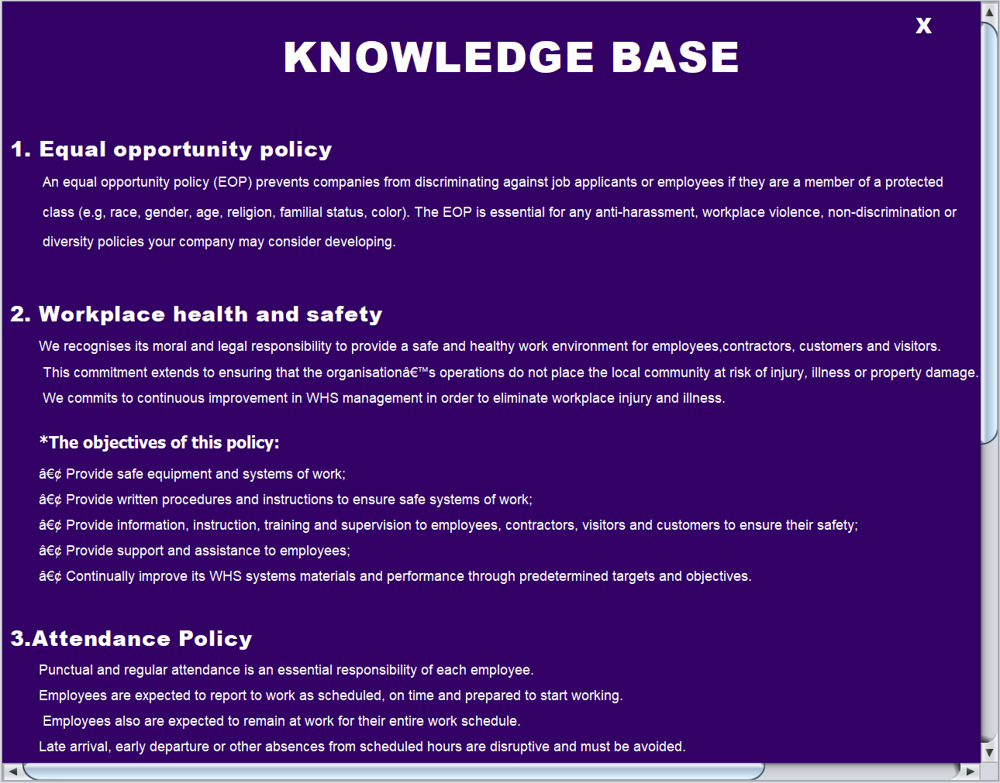 X
KNOWLEDGE BASE
1. Equal opportunity policy
An equal opportunity policy (EOP) prevents companies from discriminating against job applicants or employees if they are a member of a protected
class (e.g, race, gender, age, religion, familial status, color). The EOP is essential for any anti-harassment, workplace violence, non-discrimination or
diversity policies your company may consider developing.
2. Workplace health and safety
We recognises its moral and legal responsibility to provide a safe and healthy work environment for employees,contractors, customers and visitors.
This commitment extends to ensuring that the organisationâ€™s operations do not place the local community at risk of injury, illness or property damage.
We commits to continuous improvement in WHS management in order to eliminate workplace injury and illness.
*The objectives of this policy:
â€¢ Provide safe equipment and systems of work;
â€¢ Provide written procedures and instructions to ensure safe systems of work;
â€¢ Provide information, instruction, training and supervision to employees, contractors, visitors and customers to ensure their safety;
â€¢ Provide support and assistance to employees;
â€¢ Continually improve its WHS systems materials and performance through predetermined targets and objectives.
3.Attendance Policy
Punctual and regular attendance is an essential responsibility of each employee.
Employees are expected to report to work as scheduled, on time and prepared to start working.
Employees also are expected to remain at work for their entire work schedule.
Late arrival, early departure or other absences from scheduled hours are disruptive and must be avoided.